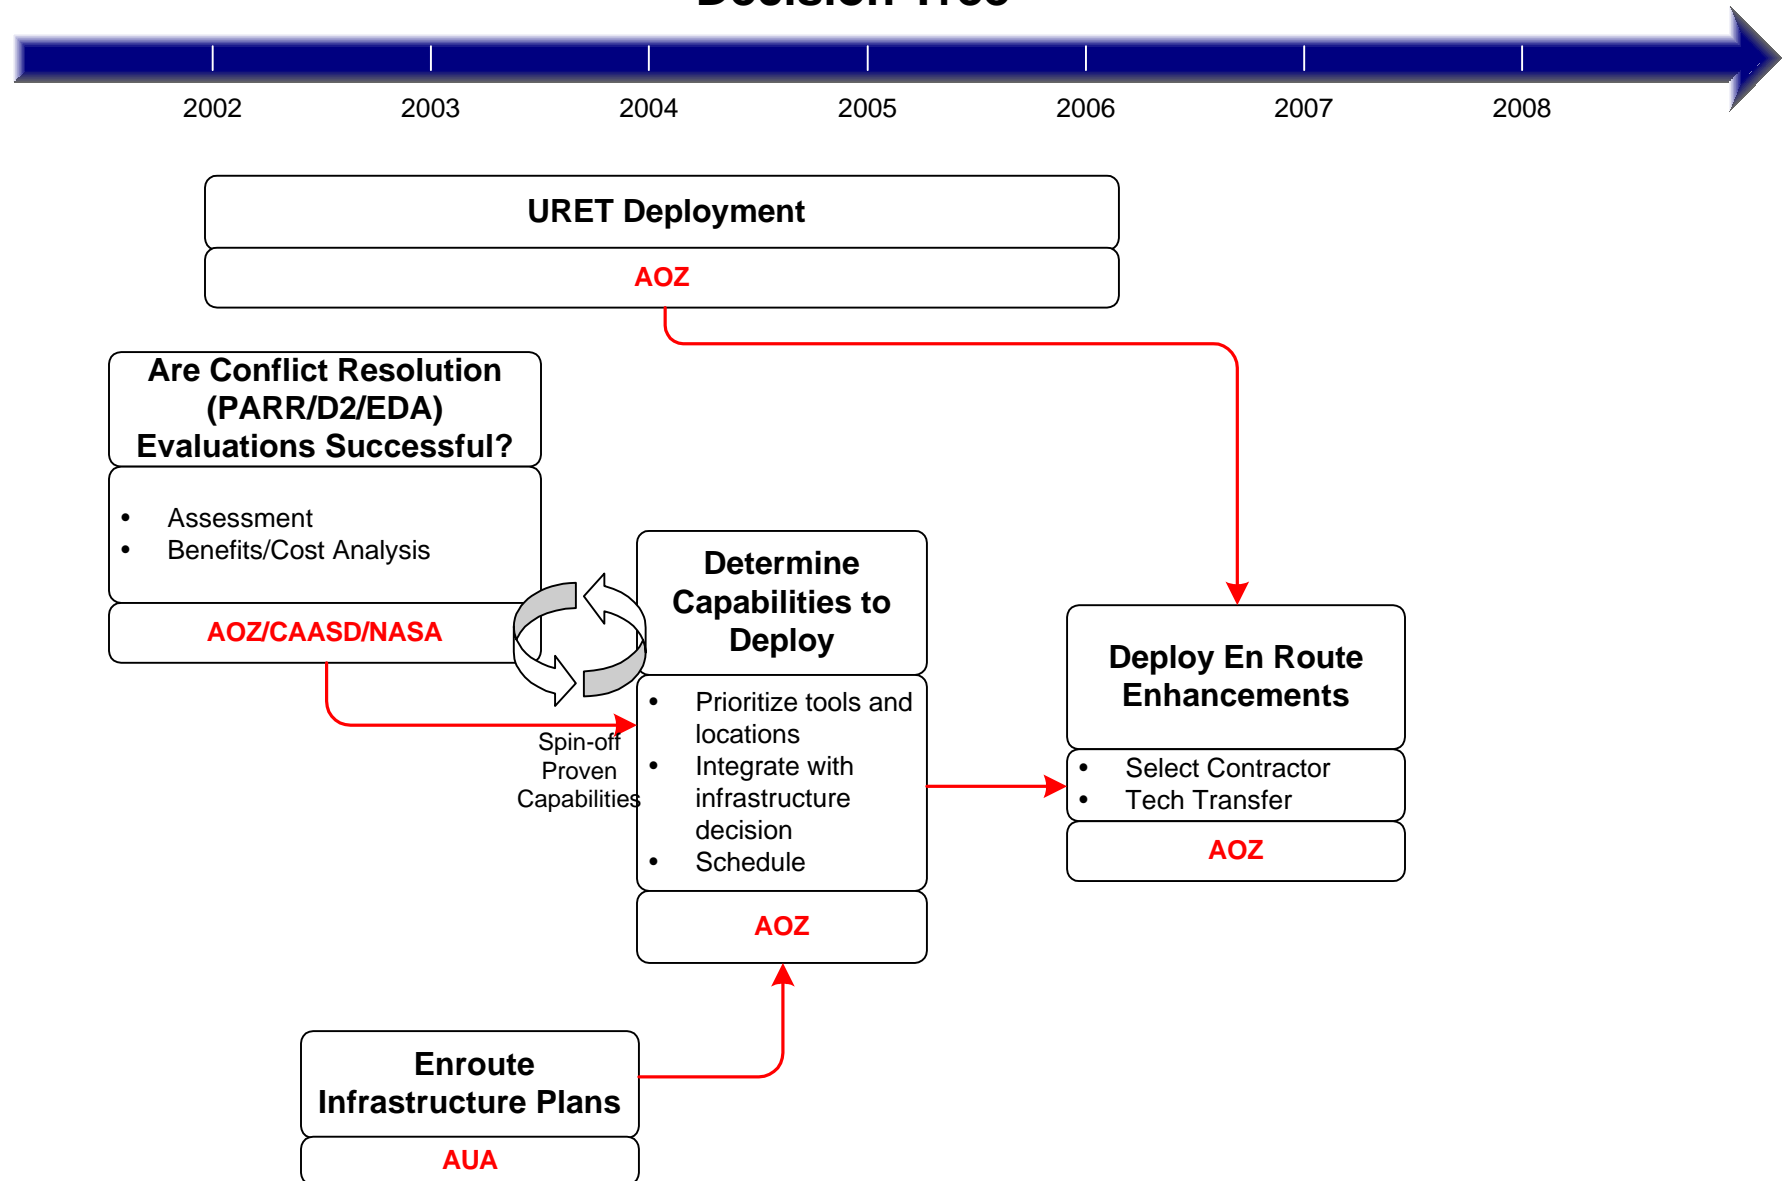 Decision Tree
2002 2003 2004 2005 2006 2007 2008
URET Deployment
AOZ
Are Conflict Resolution
(PARR/D2/EDA)
Evaluations Successful?
• Assessment
• Benefits/Cost Analysis
AOZ/CAASD/NASA
Spin-off
Proven
Capabilities
Determine
Capabilities to
Deploy
• Prioritize tools and
locations
• Integrate with
infrastructure
decision
• Schedule
AOZ
Deploy En Route
Enhancements
• Select Contractor
• Tech Transfer
AOZ
Enroute
Infrastructure Plans
AUA